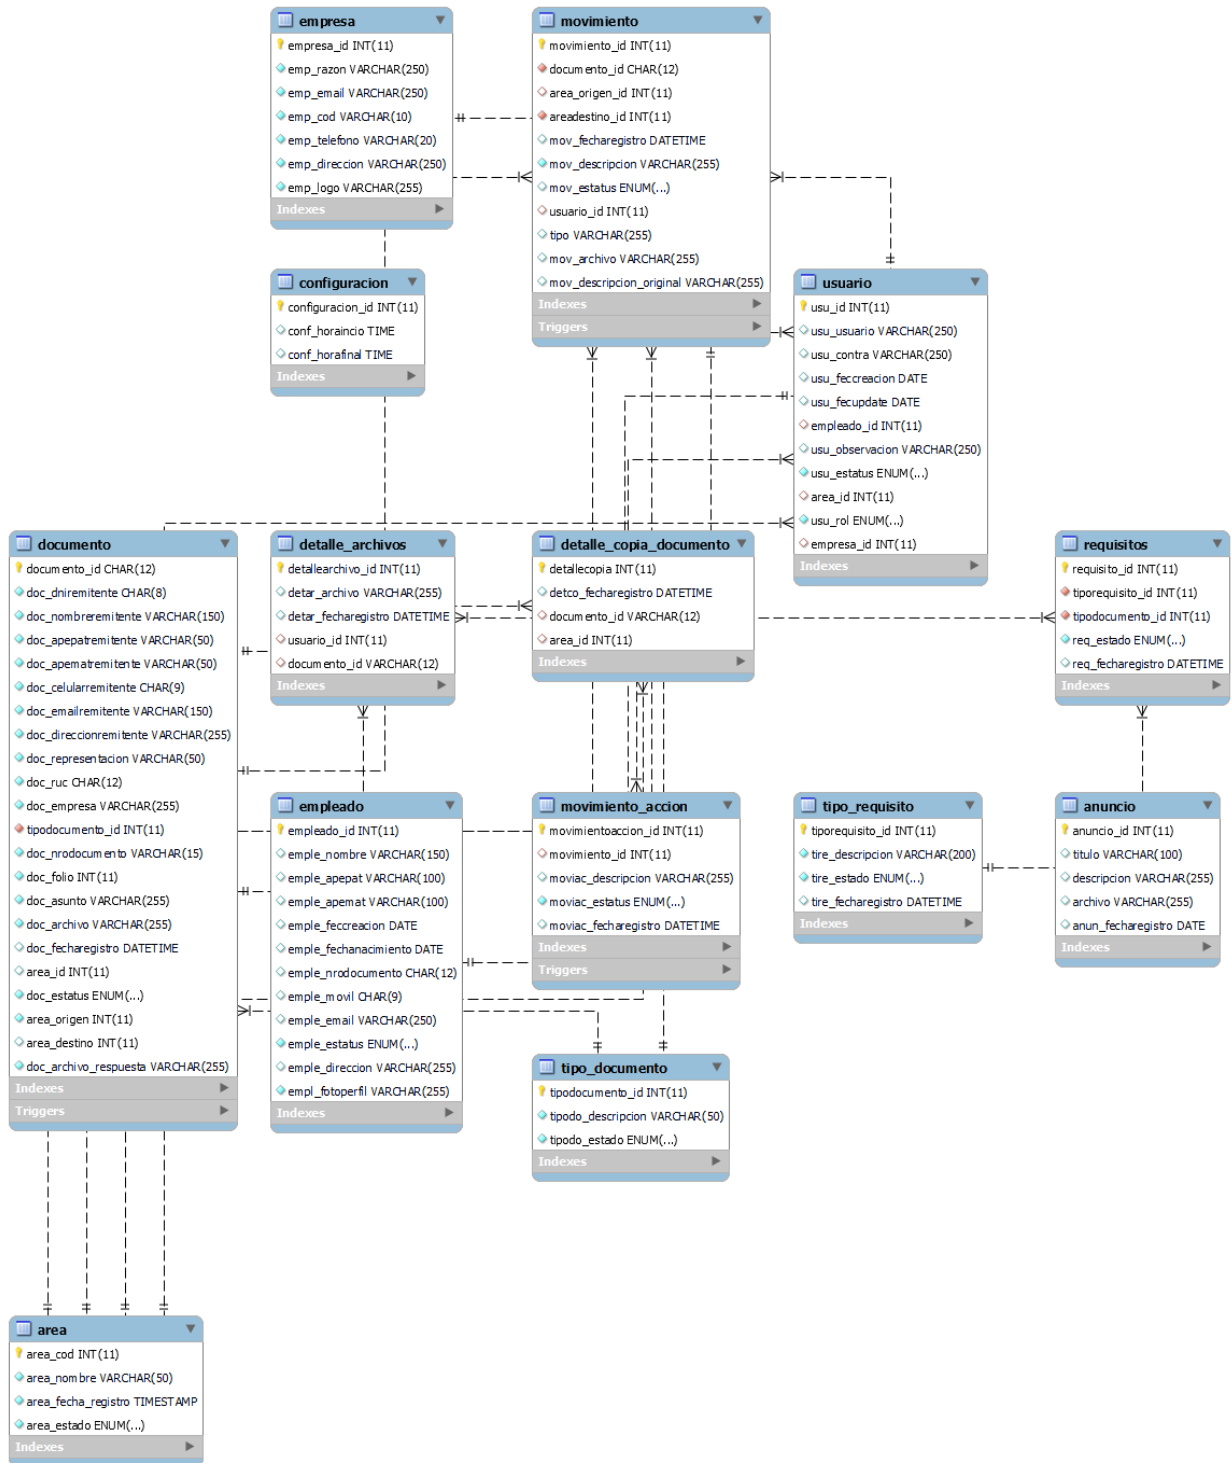 empresa
empresa_id INT(11)
emp_razon VARCHAR(250)
emp_email VARCHAR(250)
emp_cod VARCHAR(10)
emp_telefono VARCHAR(20)
emp_direccion VARCHAR(250)
emp_logo VARCHAR(255)
Indexes
movimiento
movimiento_id INT(11)
documento_id CHAR(12)
area_origen_id INT(11)
areadestino_id INT(11)
mov_fecharegistro DATETIME
mov_descripcion VARCHAR(255)
mov_estatus ENUM(...)
usuario_id INT(11)
tipo VARCHAR(255)
mov_archivo VARCHAR(255)
mov_descripcion_original VARCHAR(255)
Indexes
Triggers
configuracion
configuracion_id INT(11)
conf_horaincio TIME
conf_horafinal TIME
Indexes
usuario
usu_id INT(11)
usu_usuario VARCHAR(250)
usu_contra VARCHAR(250)
usu_feccreacion DATE
usu_fecupdate DATE
empleado_id INT(11)
usu_observacion VARCHAR(250)
usu_estatus ENUM(...)
area_id INT(11)
usu_rol ENUM(...)
empresa_id INT(11)
Indexes
documento
documento_id CHAR(12)
doc_dniremitente CHAR(8)
doc_nombreremitente VARCHAR(150)
doc_apepatremitente VARCHAR(50)
doc_apematremitente VARCHAR(50)
doc_celularremitente CHAR(9)
doc_emailremitente VARCHAR(150)
doc_direccionremitente VARCHAR(255)
doc_representacion VARCHAR(50)
doc_ruc CHAR(12)
doc_empresa VARCHAR(255)
tipodocumento_id INT(11)
doc_nrodocumento VARCHAR(15)
doc_folio INT(11)
doc_asunto VARCHAR(255)
doc_archivo VARCHAR(255)
doc_fecharegistro DATETIME
area_id INT(11)
doc_estatus ENUM(...)
area_origen INT(11)
area_destino INT(11)
doc_archivo_respuesta VARCHAR(255)
Indexes
Triggers
detalle_archivos
detallearchivo_id INT(11)
detar_archivo VARCHAR(255)
detar_fecharegistro DATETIME
usuario_id INT(11)
documento_id VARCHAR(12)
Indexes
detalle_copia_documento
detallecopia INT(11)
detco_fecharegistro DATETIME
documento_id VARCHAR(12)
area_id INT(11)
Indexes
requisitos
requisito_id INT(11)
tiporequisito_id INT(11)
tipodocumento_id INT(11)
req_estado ENUM(...)
req_fecharegistro DATETIME
Indexes
empleado
empleado_id INT(11)
emple_nombre VARCHAR(150)
emple_apepat VARCHAR(100)
emple_apemat VARCHAR(100)
emple_feccreacion DATE
emple_fechanacimiento DATE
emple_nrodocumento CHAR(12)
emple_movil CHAR(9)
emple_email VARCHAR(250)
emple_estatus ENUM(...)
emple_direccion VARCHAR(255)
empl_fotoperfil VARCHAR(255)
Indexes
movimiento_accion
movimientoaccion_id INT(11)
movimiento_id INT(11)
moviac_descripcion VARCHAR(255)
moviac_estatus ENUM(...)
moviac_fecharegistro DATETIME
Indexes
Triggers
tipo_requisito
tiporequisito_id INT(11)
tire_descripcion VARCHAR(200)
tire_estado ENUM(...)
tire_fecharegistro DATETIME
Indexes
anuncio
anuncio_id INT(11)
titulo VARCHAR(100)
descripcion VARCHAR(255)
archivo VARCHAR(255)
anun_fecharegistro DATE
Indexes
tipo_documento
tipodocumento_id INT(11)
tipodo_descripcion VARCHAR(50)
tipodo_estado ENUM(...)
Indexes
area
area_cod INT(11)
area_nombre VARCHAR(50)
area_fecha_registro TIMESTAMP
area_estado ENUM(...)
Indexes